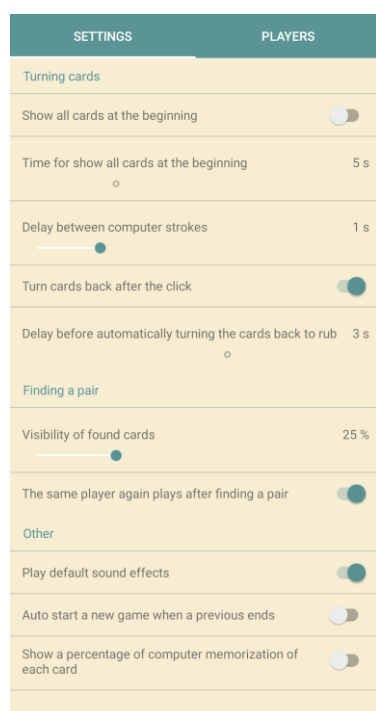 SETTINGS PLAYERS
Turning cards
Show all cards at the beginning
Time for show all cards at the beginning 5 s
Delay between computer strokes 1 s
Turn cards back after the click
Delay before automatically turning the cards back to rub 3 s
Finding a pair
Visibility of found cards 25 %
The same player again plays after finding a pair
Other
Play default sound effects
Auto start a new game when a previous ends
Show a percentage of computer memorization of
each card